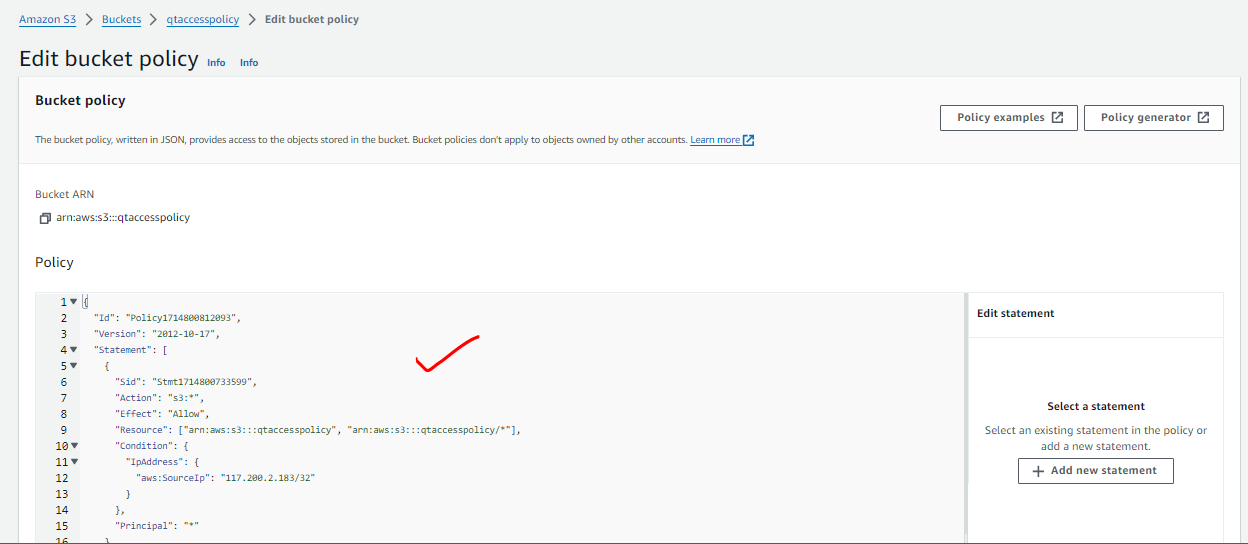 Amazon S3 > Buckets > qtaccesspolicy > Edit bucket policy
Edit bucket policy Info Info
Bucket policy
Policy examples
Policy generator
The bucket policy, written in JSON, provides access to the objects stored in the bucket. Bucket policies don't apply to objects owned by other accounts. Learn more
Bucket ARN
arn:aws:s3:::qtaccesspolicy
Policy
1 {
2 "Id": "Policy1714800812093",
3 "Version": "2012-10-17",
4 "Statement": [
5 {
6 "Sid": "Stmt1714800733599",
7 "Action": "s3:*",
8 "Effect": "Allow",
9 "Resource": ["arn:aws:s3:::qtaccesspolicy", "arn:aws:s3:::qtaccesspolicy/*"],
10 "Condition": {
11 "IpAddress": {
12 "aws:SourceIp": "117.200.2.183/32"
13 }
14 },
15 "Principal": "*"
16 }
Edit statement
Select a statement
Select an existing statement in the policy or
add a new statement.
+ Add new statement